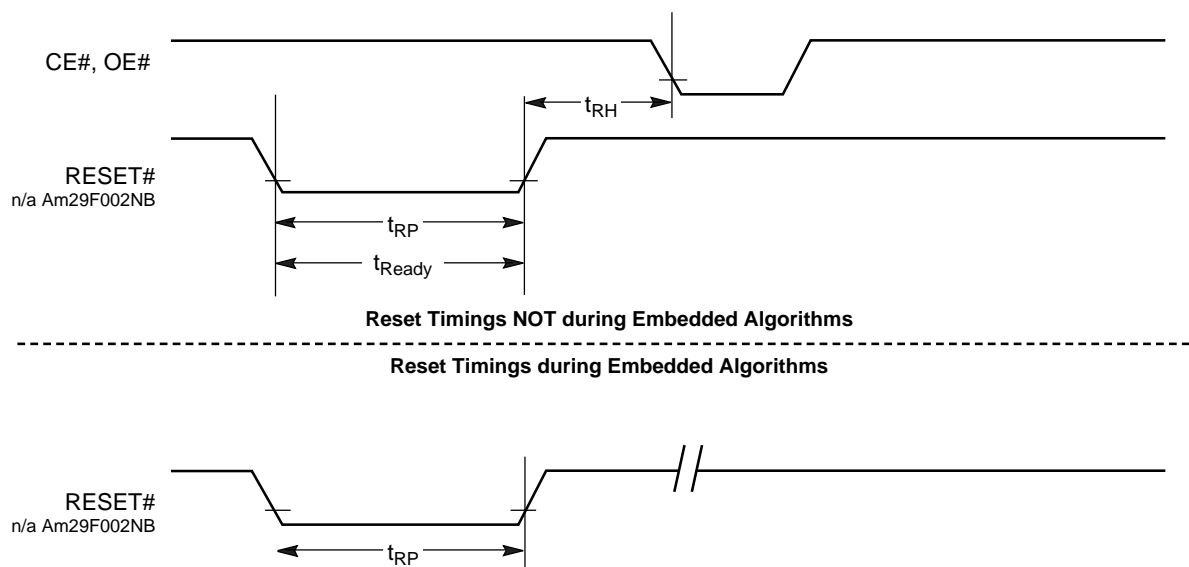 CE#, OE#
tRH
RESET#
n/a Am29F002NB
tRP
tReady
Reset Timings NOT during Embedded Algorithms
Reset Timings during Embedded Algorithms
RESET#
n/a Am29F002NB
tRP